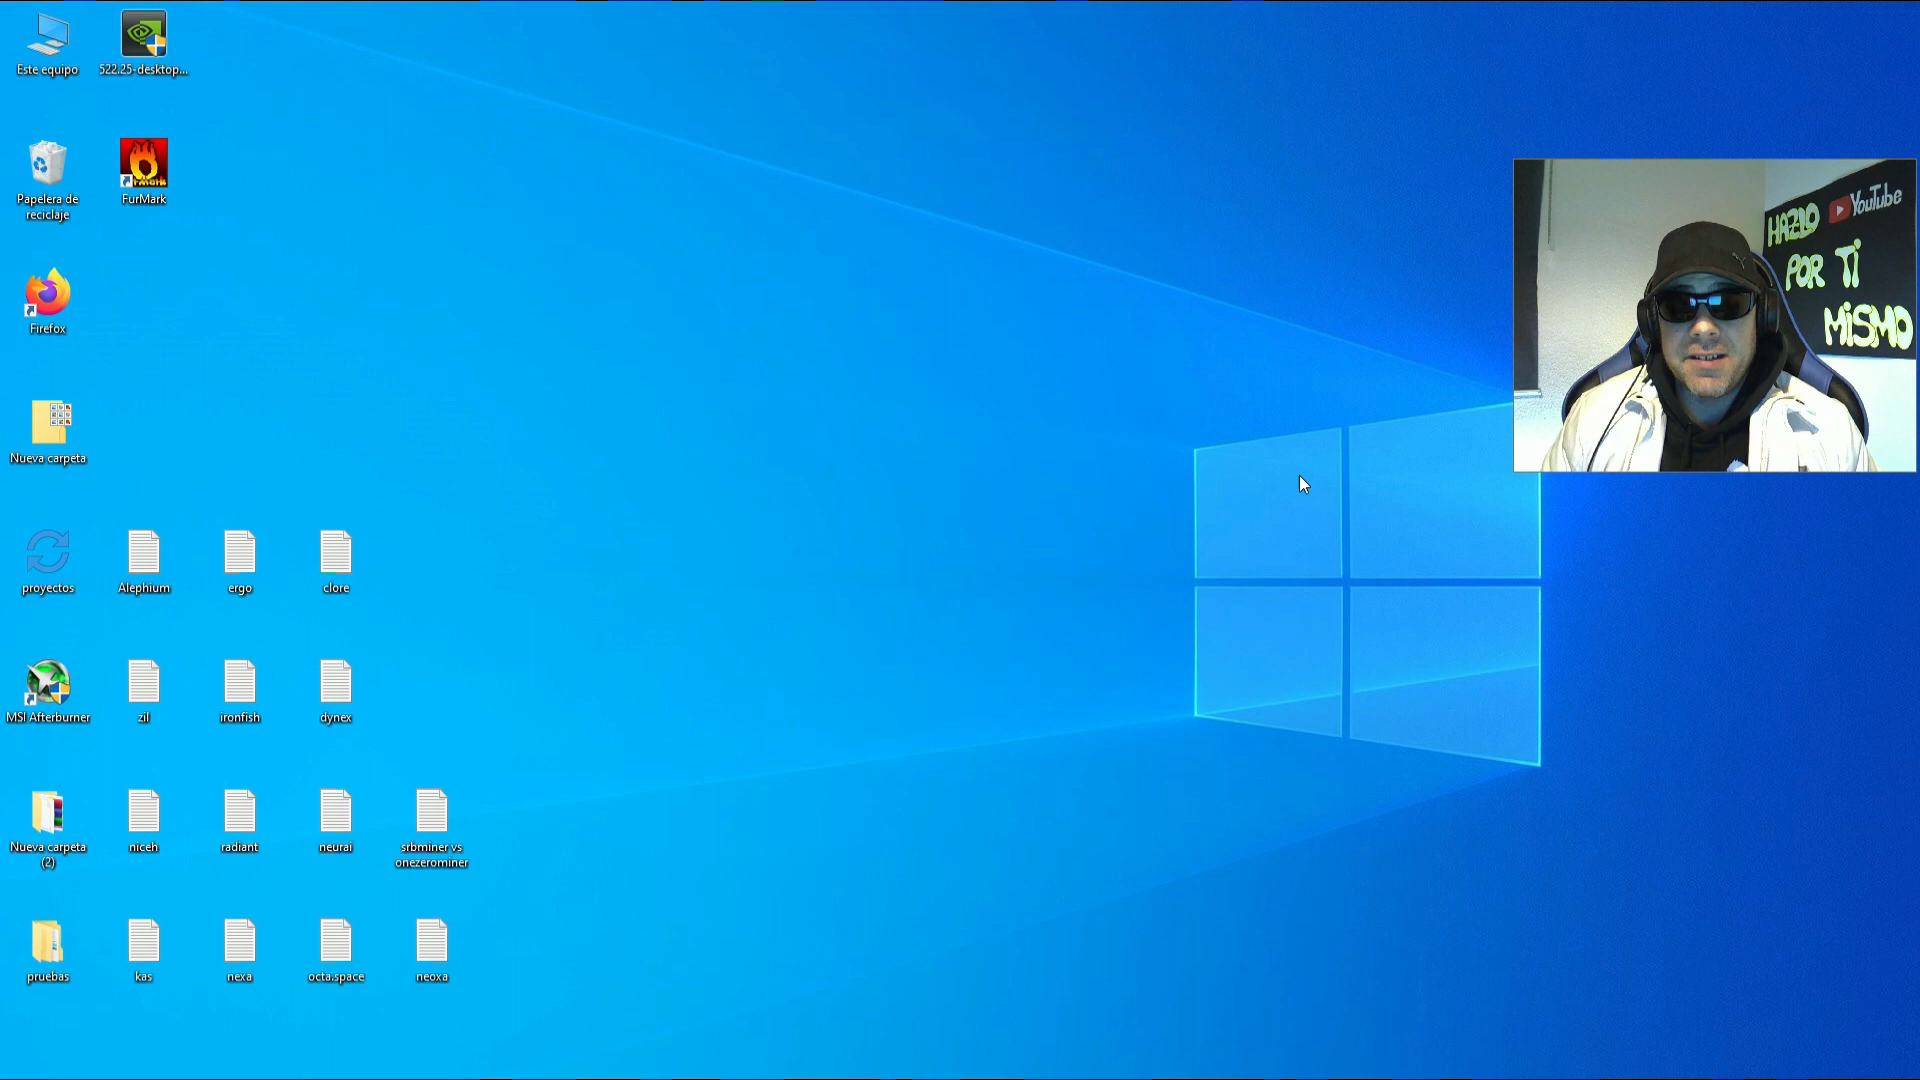 Este equipo
522.25-desktop...
Papelera de
reciclaje
FurMark
Firefox
Nueva carpeta
proyectos
Alephium
ergo
clore
MSI Afterburner
zil
ironfish
dynex
Nueva carpeta
(2)
niceh
radiant
neurai
srbminer vs
onezerominer
pruebas
kas
nexa
octa.space
neoxa
YouTube
HAZLO
POR TI
MiSMO